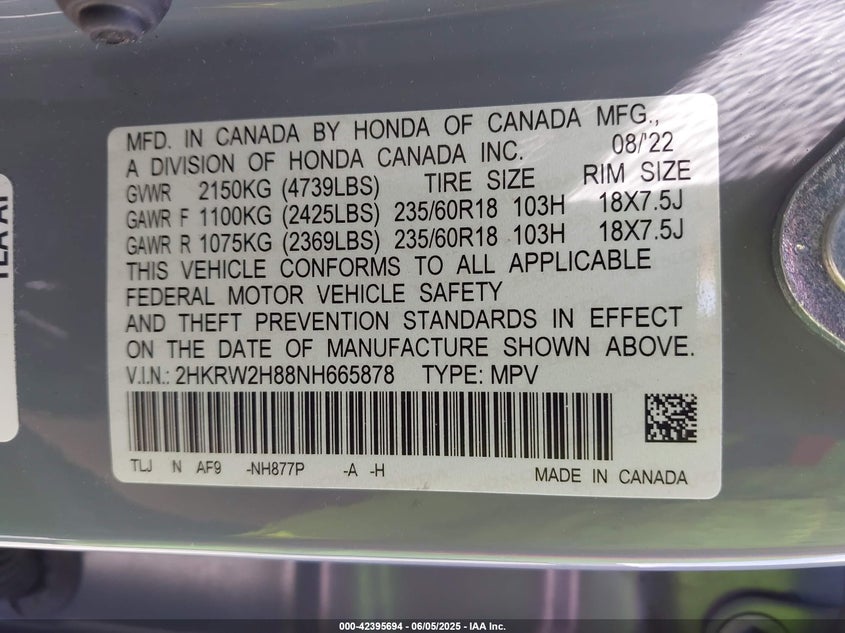 MFD. IN CANADA BY HONDA OF CANADA MFG.,
A DIVISION OF HONDA CANADA INC. 08/'22
GVWR 2150KG (4739LBS) TIRE SIZE RIM SIZE
GAWR F 1100KG (2425LBS) 235/60R18 103H 18X7.5J
GAWR R 1075KG (2369LBS) 235/60R18 103H 18X7.5J
THIS VEHICLE CONFORMS TO ALL APPLICABLE
FEDERAL MOTOR VEHICLE SAFETY
AND THEFT PREVENTION STANDARDS IN EFFECT
ON THE DATE OF MANUFACTURE SHOWN ABOVE.
V.I.N.: 2HKRW2H88NH665878 TYPE: MPV
TLJ N AF9 -NH877P -A -H MADE IN CANADA
000-42395694 - 06/05/2025 - IAA Inc.